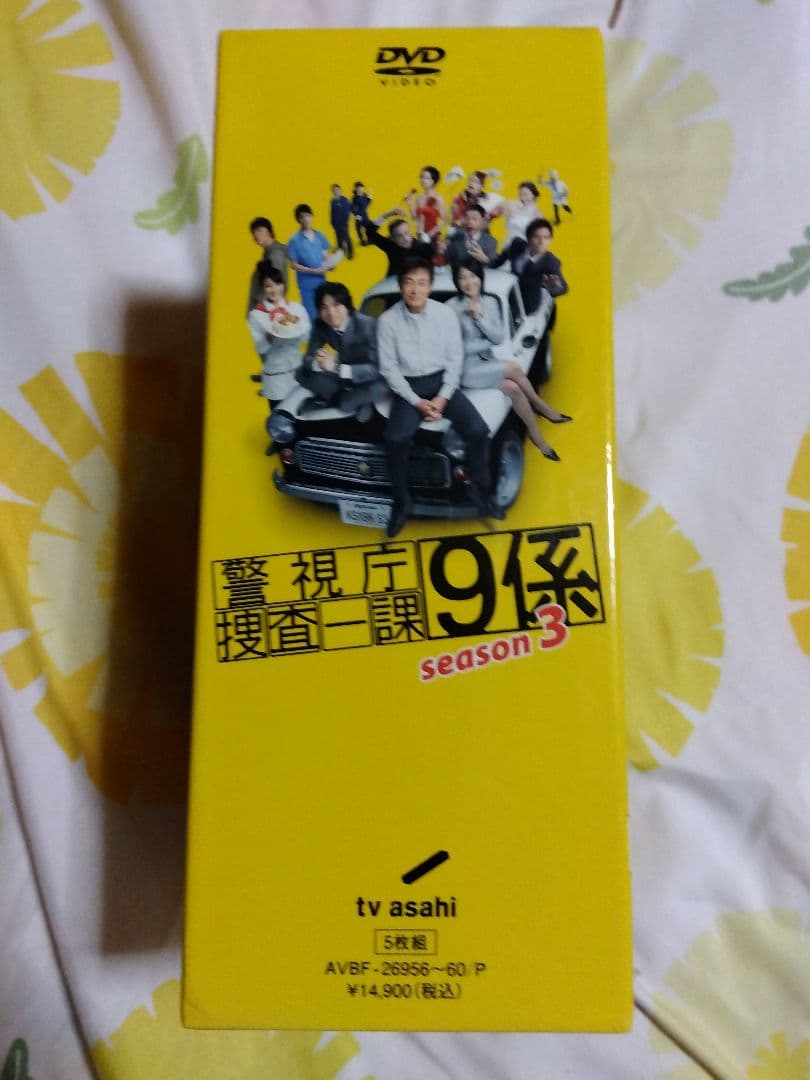 DVD
VIDEO
警視庁
捜査一課
9係
season 3
tv asahi
5枚組
AVBF-26956~60/P
¥14,900(税込)